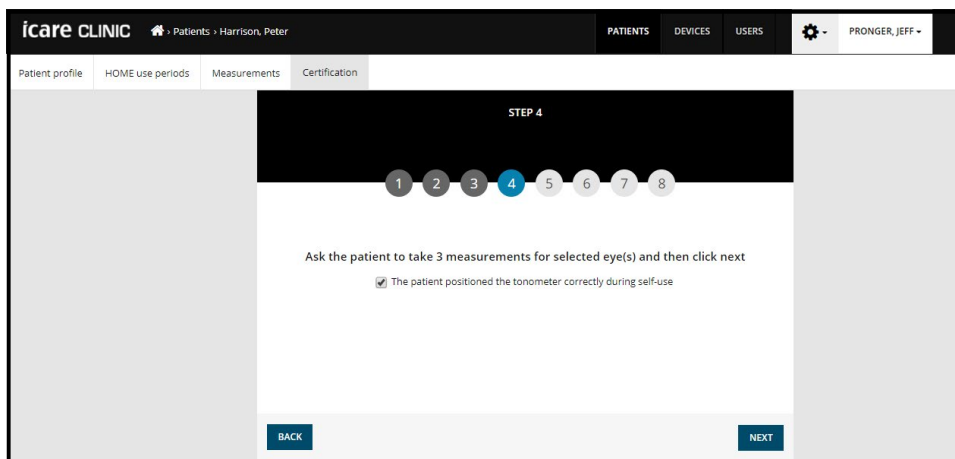 icare CLINIC › Patients › Harrison, Peter PATIENTS DEVICES USERS PRONGER, JEFF
Patient profile HOME use periods Measurements Certification
STEP 4
1 2 3 4 5 6 7 8
Ask the patient to take 3 measurements for selected eye(s) and then click next
The patient positioned the tonometer correctly during self-use
BACK NEXT